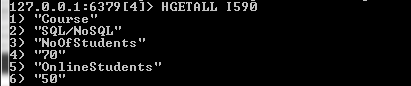 127.0.0.1:6379[4]> HGETALL I590
1) "Course"
2) "SQL/NoSQL"
3) "NoOfStudents"
4) "70"
5) "OnlineStudents"
6) "50"